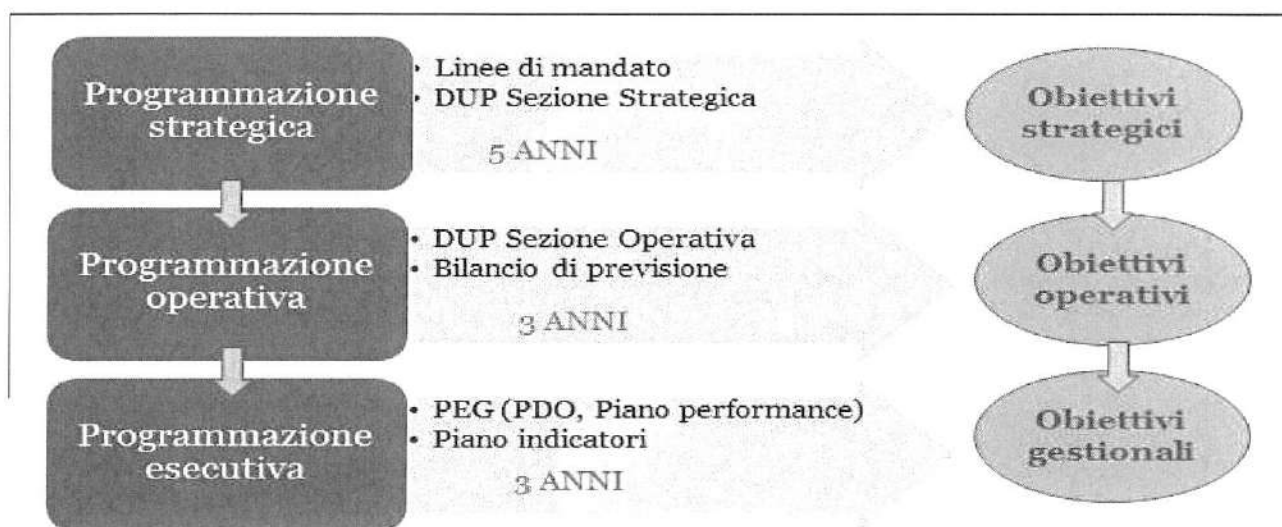 Programmazione
strategica
• Linee di mandato
• DUP Sezione Strategica
5 ANNI
Obiettivi
strategici
Programmazione
operativa
• DUP Sezione Operativa
• Bilancio di previsione
3 ANNI
Obiettivi
operativi
Programmazione
esecutiva
• PEG (PDO, Piano performance)
• Piano indicatori
3 ANNI
Obiettivi
gestionali